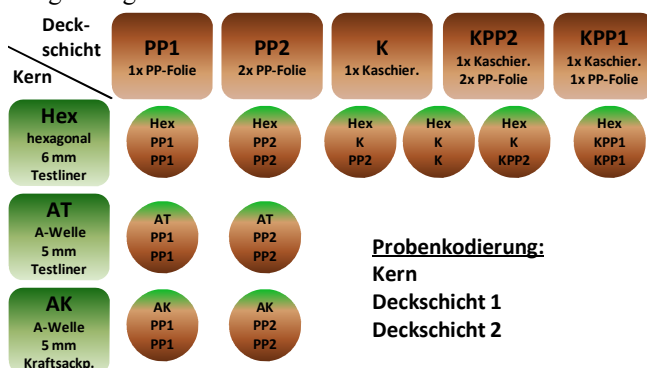 Deck-
schicht
Kern
PP1
1x PP-Folie
PP2
2x PP-Folie
K
1x Kaschier.
KPP2
1x Kaschier.
2x PP-Folie
KPP1
1x Kaschier.
1x PP-Folie
Hex
hexagonal
6 mm
Testliner
Hex
PP1
PP1
Hex
PP2
PP2
Hex
K
PP2
Hex
K
K
Hex
K
KPP2
Hex
KPP1
KPP1
AT
A-Welle
5 mm
Testliner
AT
PP1
PP1
AT
PP2
PP2
AK
A-Welle
5 mm
Kraftsackp.
AK
PP1
PP1
AK
PP2
PP2
Probenkodierung:
Kern
Deckschicht 1
Deckschicht 2